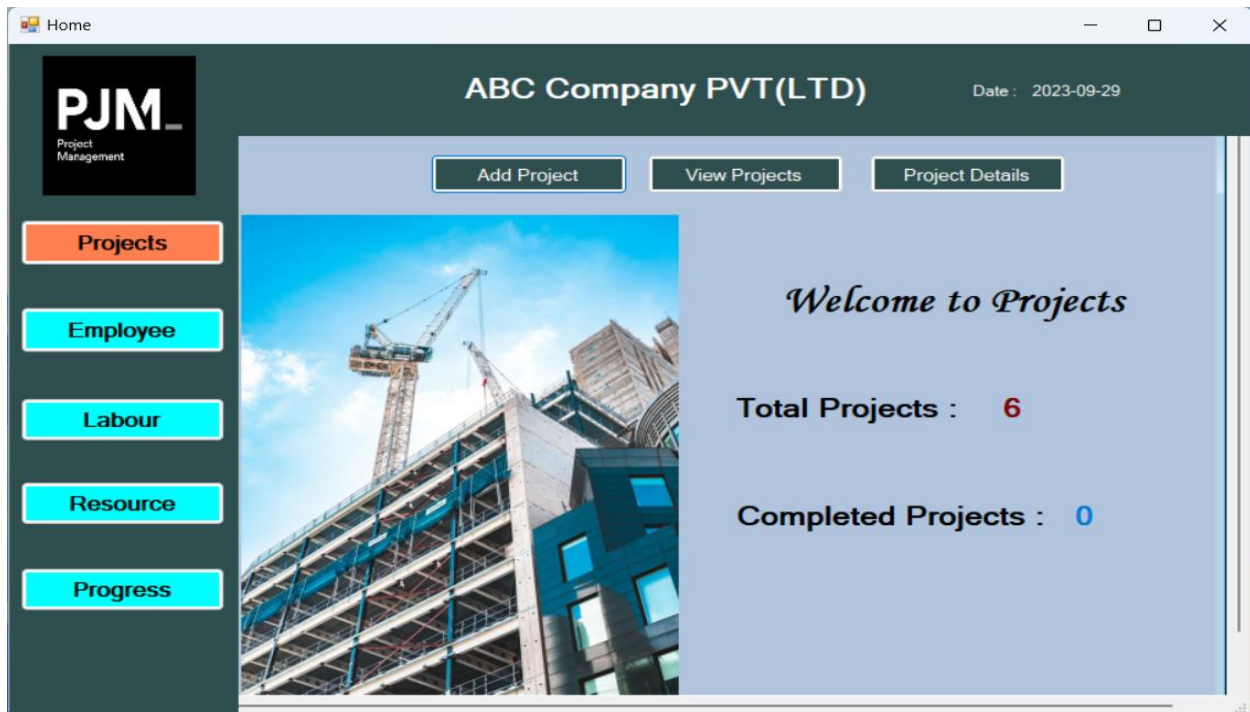 Home
PJM_
Project
Management
ABC Company PVT(LTD)
Date : 2023-09-29
Add Project
View Projects
Project Details
Projects
Employee
Labour
Resource
Progress
Welcome to Projects
Total Projects : 6
Completed Projects : 0